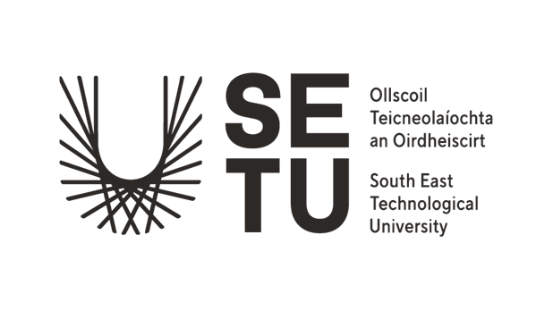 SE
TU
Ollscoil
Teicneolaíochta
an Oirdheiscirt
South East
Technological
University